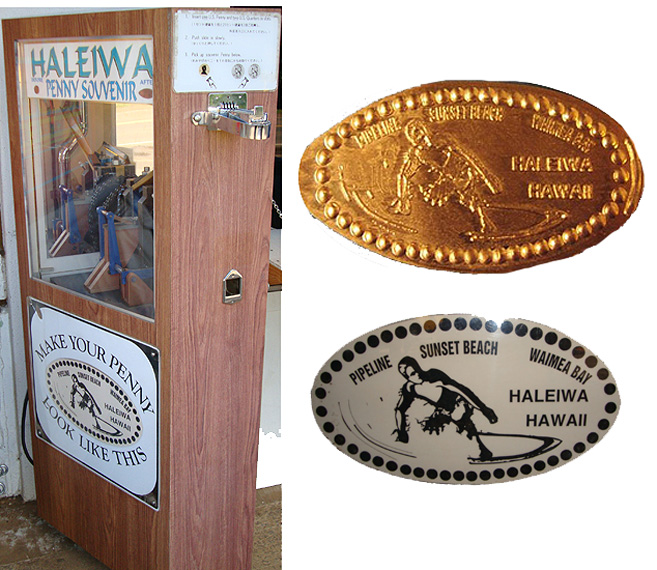 HALEIWA
PENNY SOUVENIR
MAKE YOUR PENNY
PIPELINE
SUNSET BEACH
WAIMEA BAY
HALEIWA
HAWAII
LOOK LIKE THIS
PIPELINE
SUNSET BEACH
WAIMEA BAY
HALEIWA
HAWAII
PIPELINE
SUNSET BEACH
WAIMEA BAY
HALEIWA
HAWAII